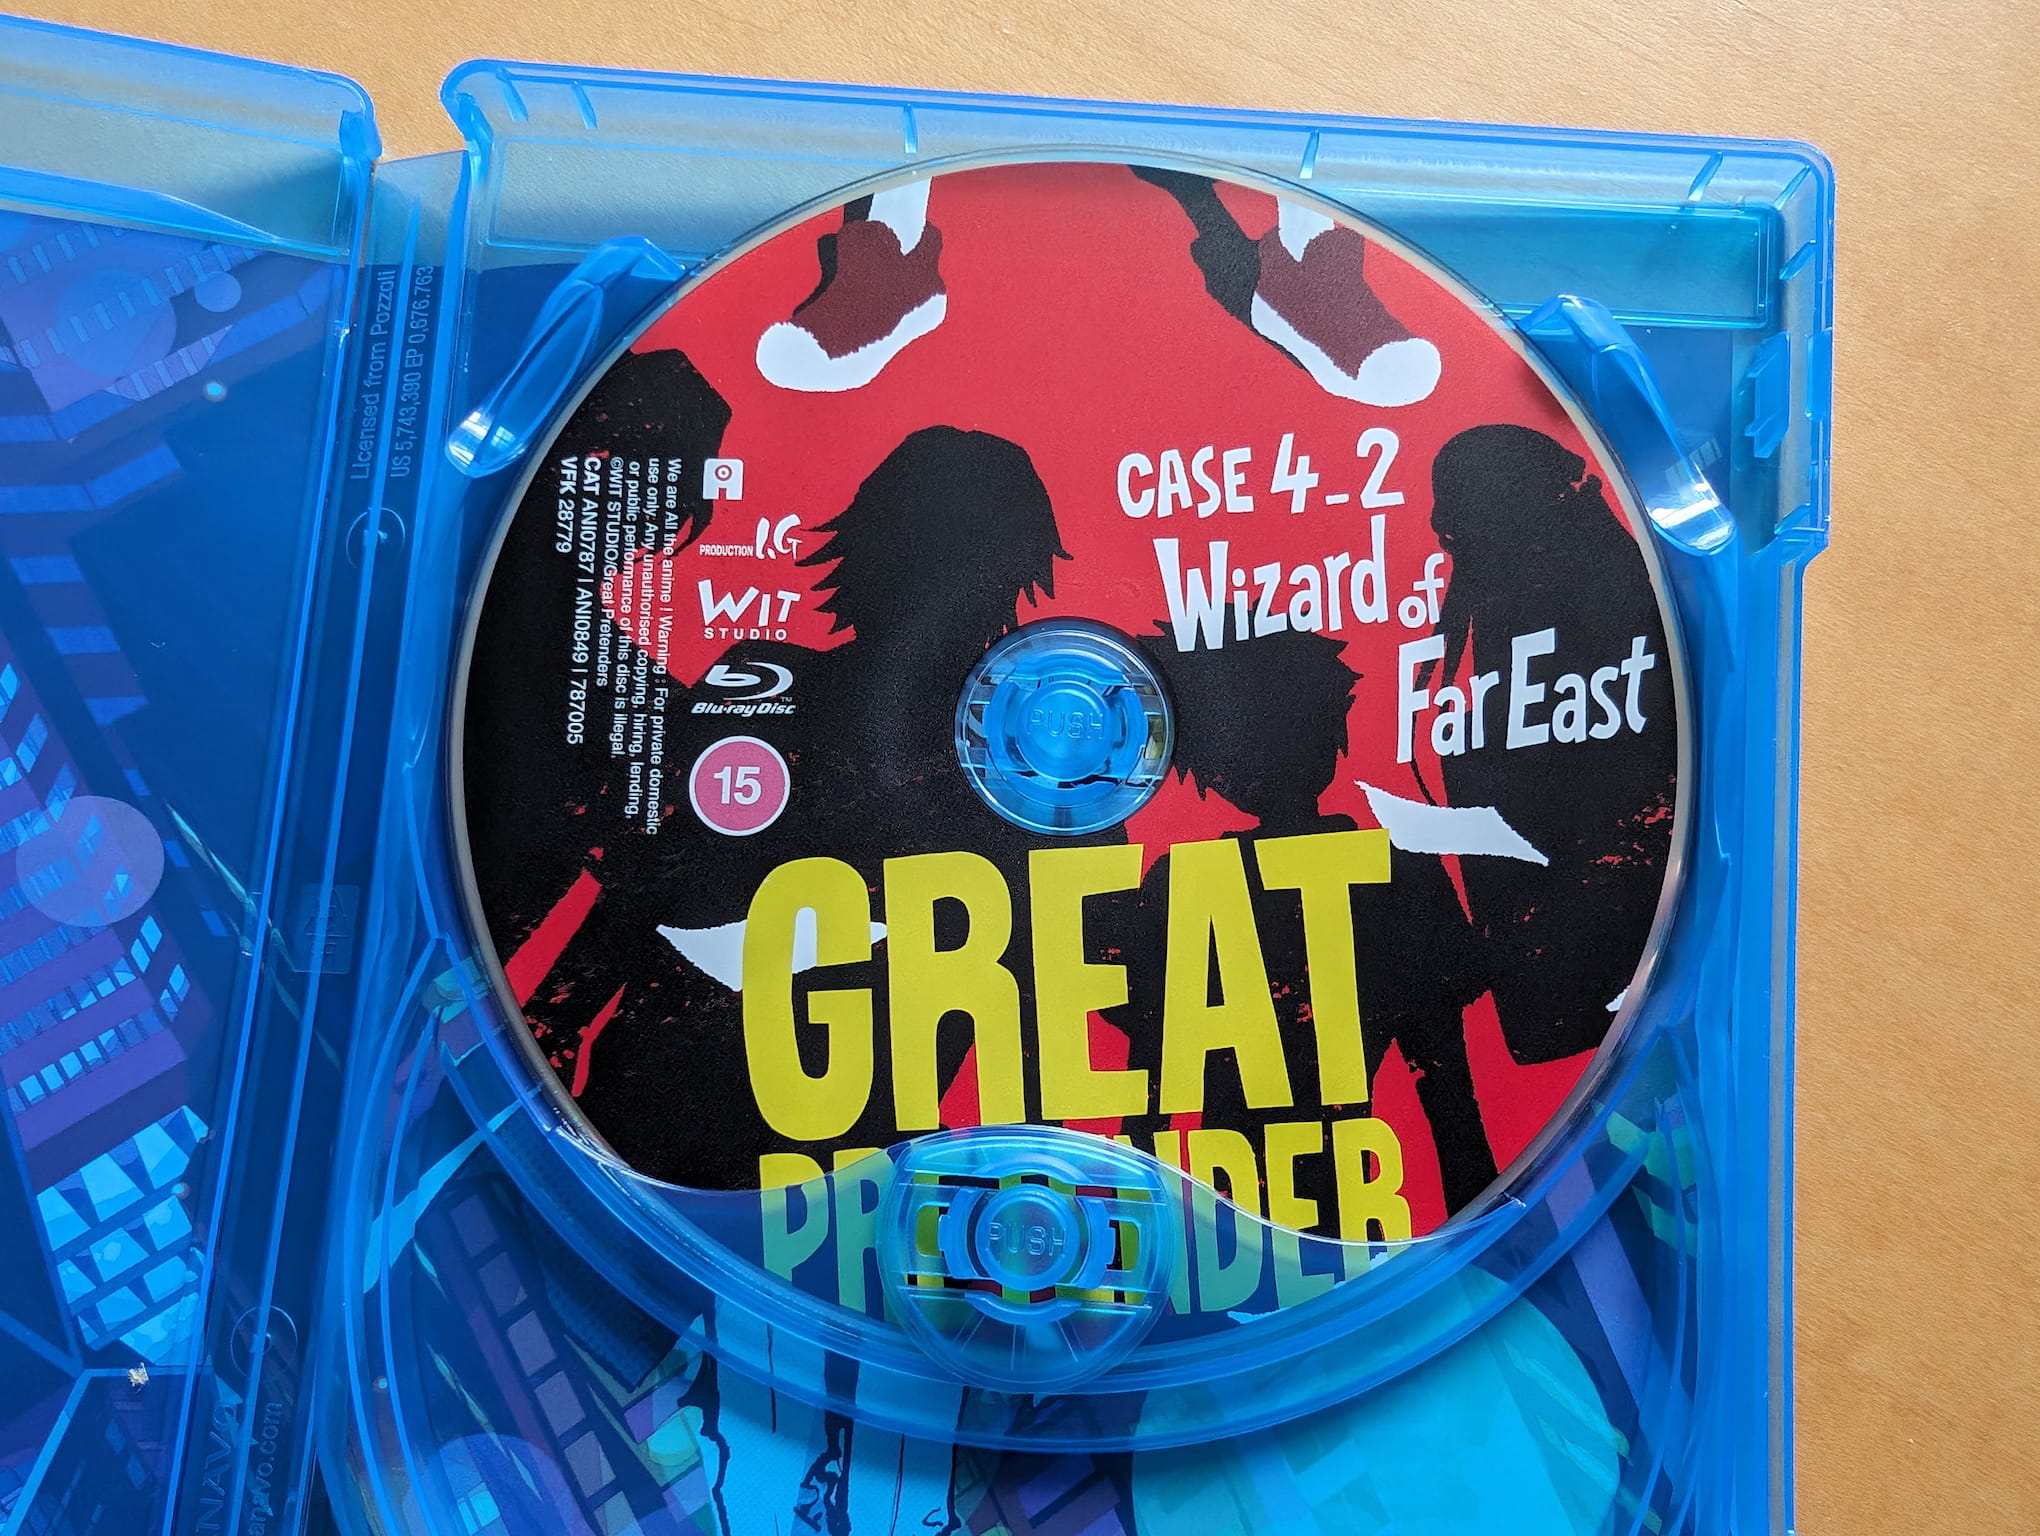 CASE 4_2
Wizard of
Far East
PRODUCTION I.G
WIT
STUDIO
Blu-ray Disc™
15
We are All the anime ! Warning : For private domestic
use only. Any unauthorised copying, hiring, lending,
or public performance of this disc is illegal.
©WIT STUDIO/Great Pretenders
CAT ANI0787 I ANI0849 I 787005
VFK 28779
PUSH
GREAT
PRETENDER
PUSH
Licensed from Pozzoli
US 5,743,390 EP 0,676.763